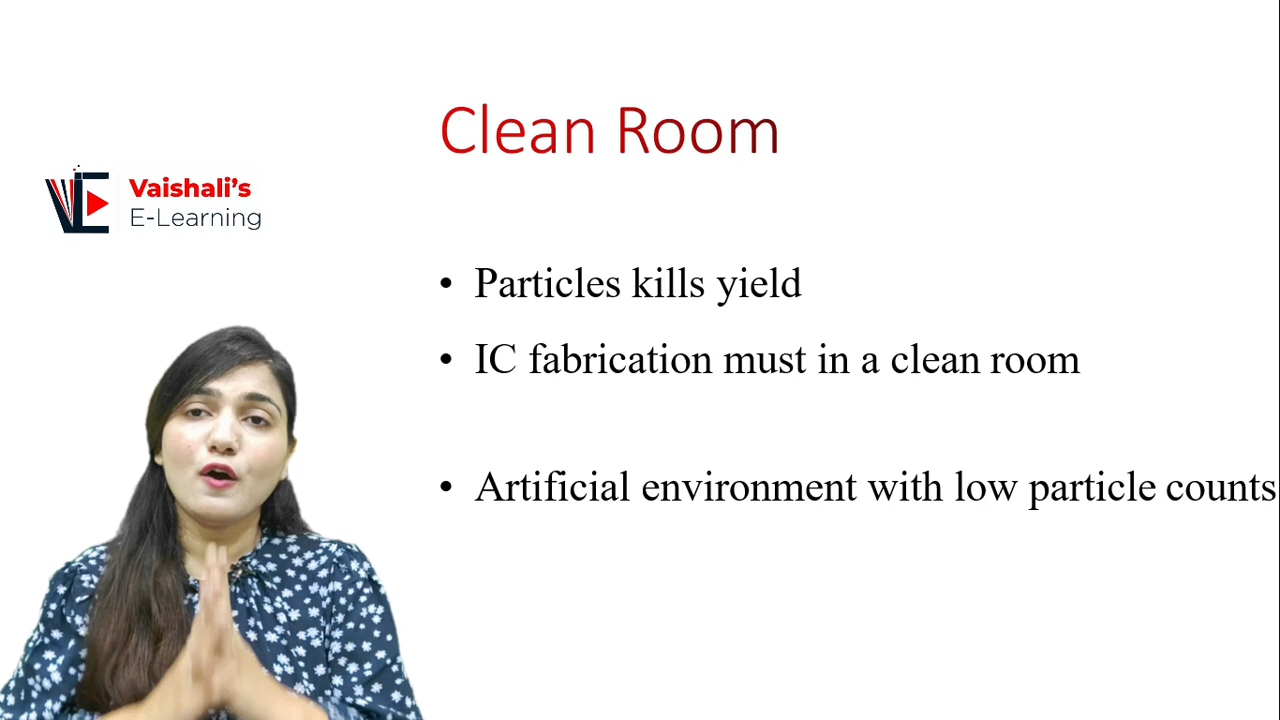 Clean Room
Vaishali's
E-Learning
• Particles kills yield
• IC fabrication must in a clean room
• Artificial environment with low particle counts